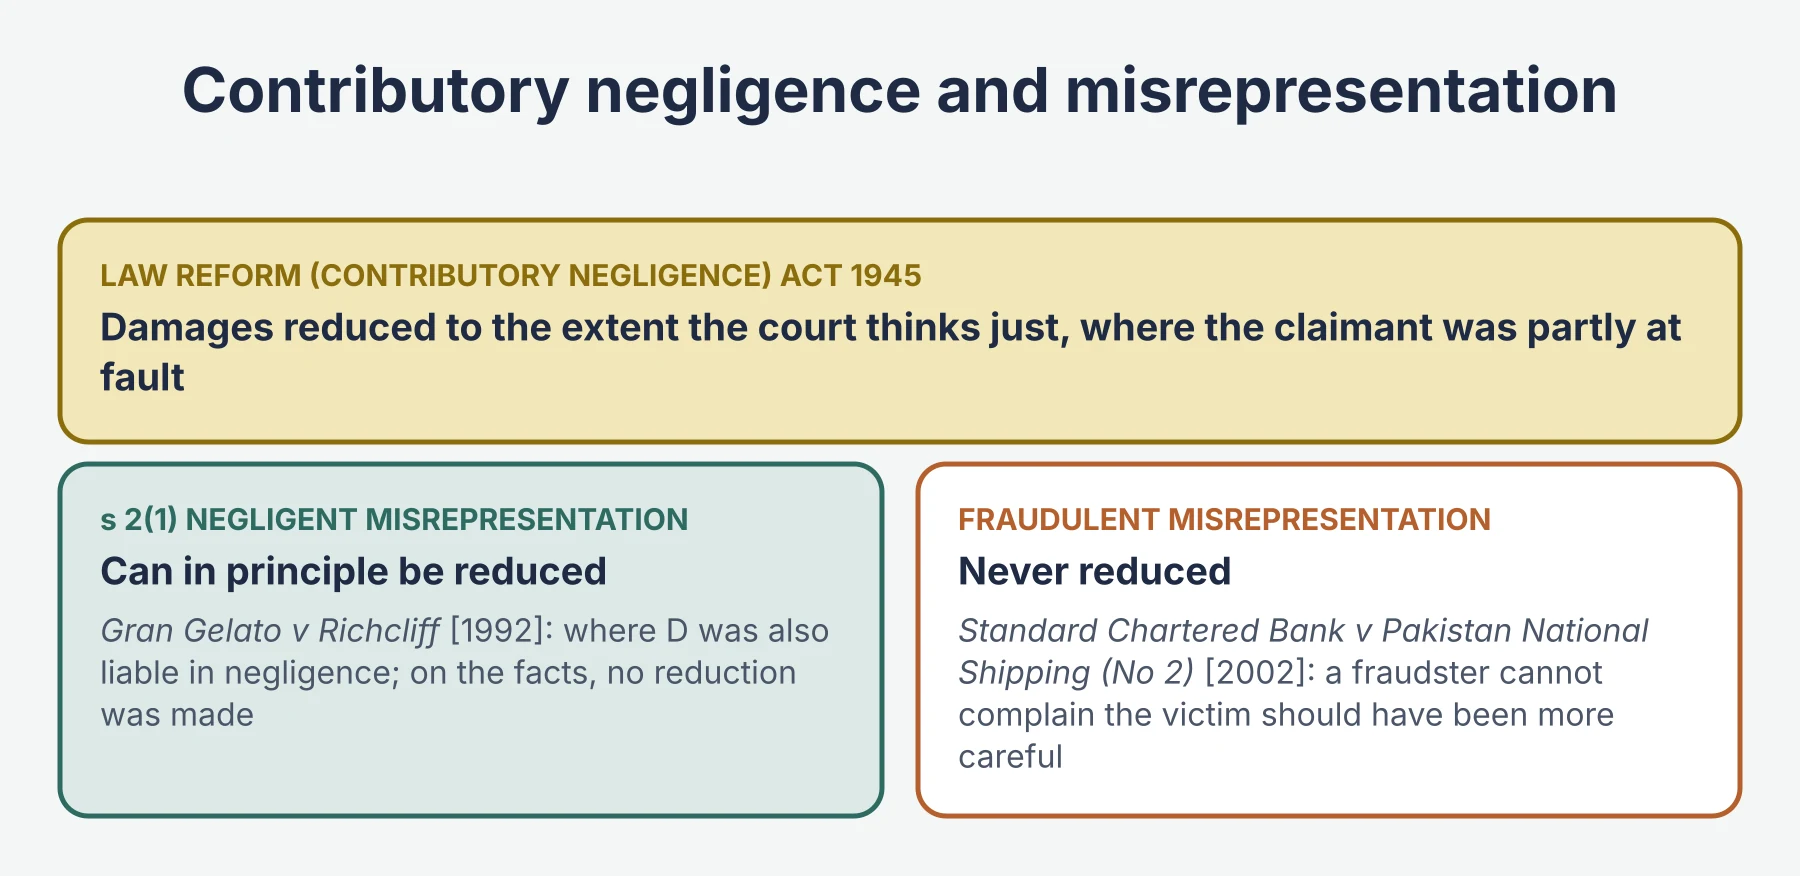 Contributory negligence and misrepresentation
LAW REFORM (CONTRIBUTORY NEGLIGENCE) ACT 1945
Damages reduced to the extent the court thinks just, where the claimant was partly at
fault
s 2(1) NEGLIGENT MISREPRESENTATION
Can in principle be reduced
Gran Gelato v Richcliff [1992]: where D was also
liable in negligence; on the facts, no reduction
was made
FRAUDULENT MISREPRESENTATION
Never reduced
Standard Chartered Bank v Pakistan National
Shipping (No 2) [2002]: a fraudster cannot
complain the victim should have been more
careful